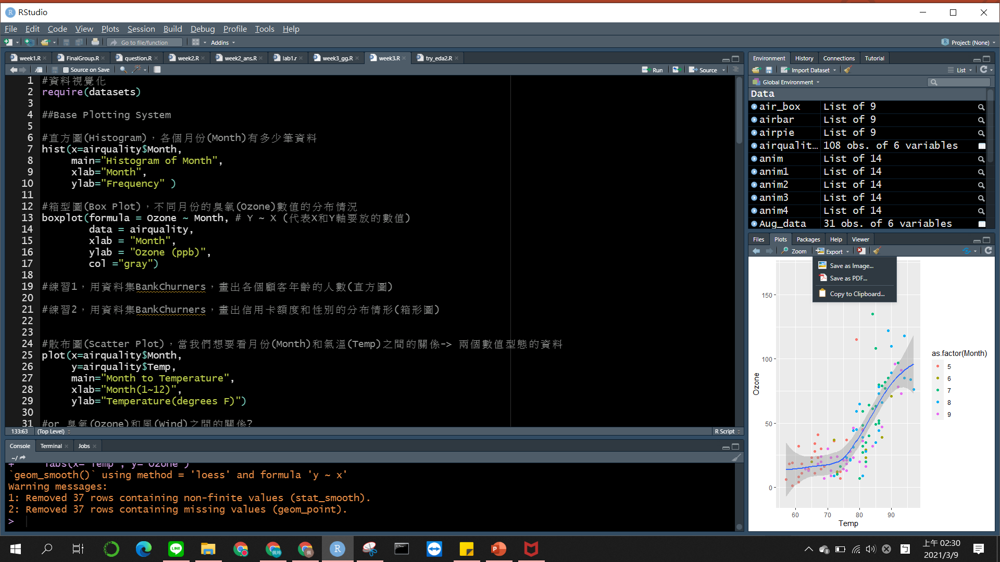 RStudio
File Edit Code View Plots Session Build Debug Profile Tools Help
Go to file/function Addins Project: (None)
week1.R FinalGroup.R question.R week2.R week2_ans.R lab1.r week3_gg.R week3.R try_eda2.R
Source on Save Run Source
1 #資料視覺化
2 require(datasets)
3
4 ##Base Plotting System
5
6 #直方圖(Histogram)，各個月份(Month)有多少筆資料
7 hist(x=airquality$Month,
8 main="Histogram of Month",
9 xlab="Month",
10 ylab="Frequency" )
11
12 #箱型圖(Box Plot)，不同月份的臭氧(Ozone)數值的分布情況
13 boxplot(formula = Ozone ~ Month, # Y ~ X (代表X和Y軸要放的數值)
14 data = airquality,
15 xlab = "Month",
16 ylab = "Ozone (ppb)",
17 col ="gray")
18
19 #練習1，用資料集BankChurners，畫出各個顧客年齡的人數(直方圖)
20
21 #練習2，用資料集BankChurners，畫出信用卡額度和性別的分布情形(箱形圖)
22
23
24 #散布圖(Scatter Plot)，當我們想要看月份(Month)和氣溫(Temp)之間的關係-> 兩個數值型態的資料
25 plot(x=airquality$Month,
26 y=airquality$Temp,
27 main="Month to Temperature",
28 xlab="Month(1~12)",
29 ylab="Temperature(degrees F)")
30
31 #or 臭氧(Ozone)和風(Wind)之間的關係?
133:63 (Top Level) R Script
Console Terminal Jobs
~/
+ labs(x="Temp", y="Ozone")
`geom_smooth()` using method = 'loess' and formula 'y ~ x'
Warning messages:
1: Removed 37 rows containing non-finite values (stat_smooth).
2: Removed 37 rows containing missing values (geom_point).
>
Environment History Connections Tutorial
Import Dataset List
Global Environment
Data
air_box List of 9
airbar List of 9
airpie List of 9
airqualit… 108 obs. of 6 variables
anim List of 14
anim1 List of 14
anim2 List of 14
anim3 List of 14
anim4 List of 14
Aug_data 31 obs. of 6 variables
Files Plots Packages Help Viewer
Zoom Export
Save as Image...
Save as PDF...
Copy to Clipboard...
150
100
50
0
Ozone
60 70 80 90
Temp
as.factor(Month)
5
6
7
8
9
LINE
上午 02:30
2021/3/9